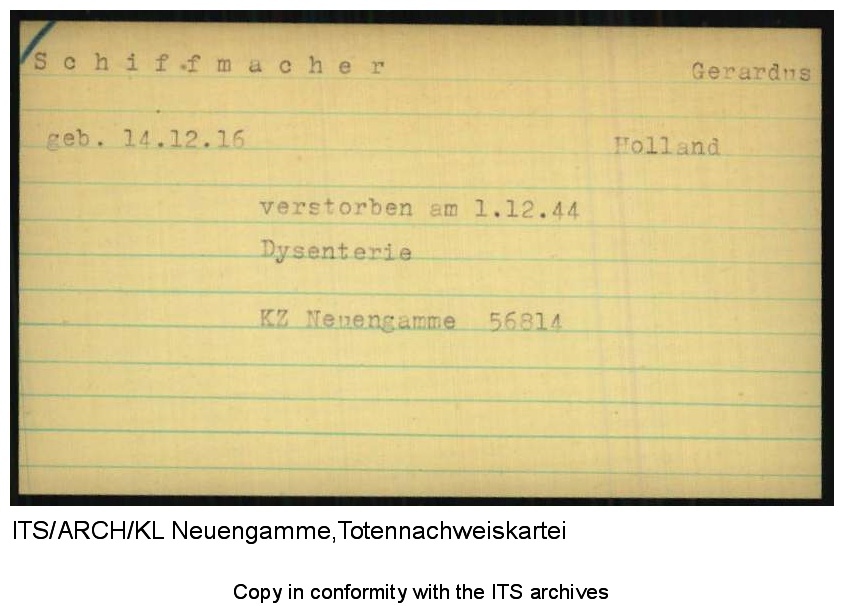 Schiffmacher Gerardus
geb. 14.12.16 Holland
verstorben am 1.12.44
Dysenterie
KZ Neuengamme 56814
ITS/ARCH/KL Neuengamme,Totennachweiskartei
Copy in conformity with the ITS archives